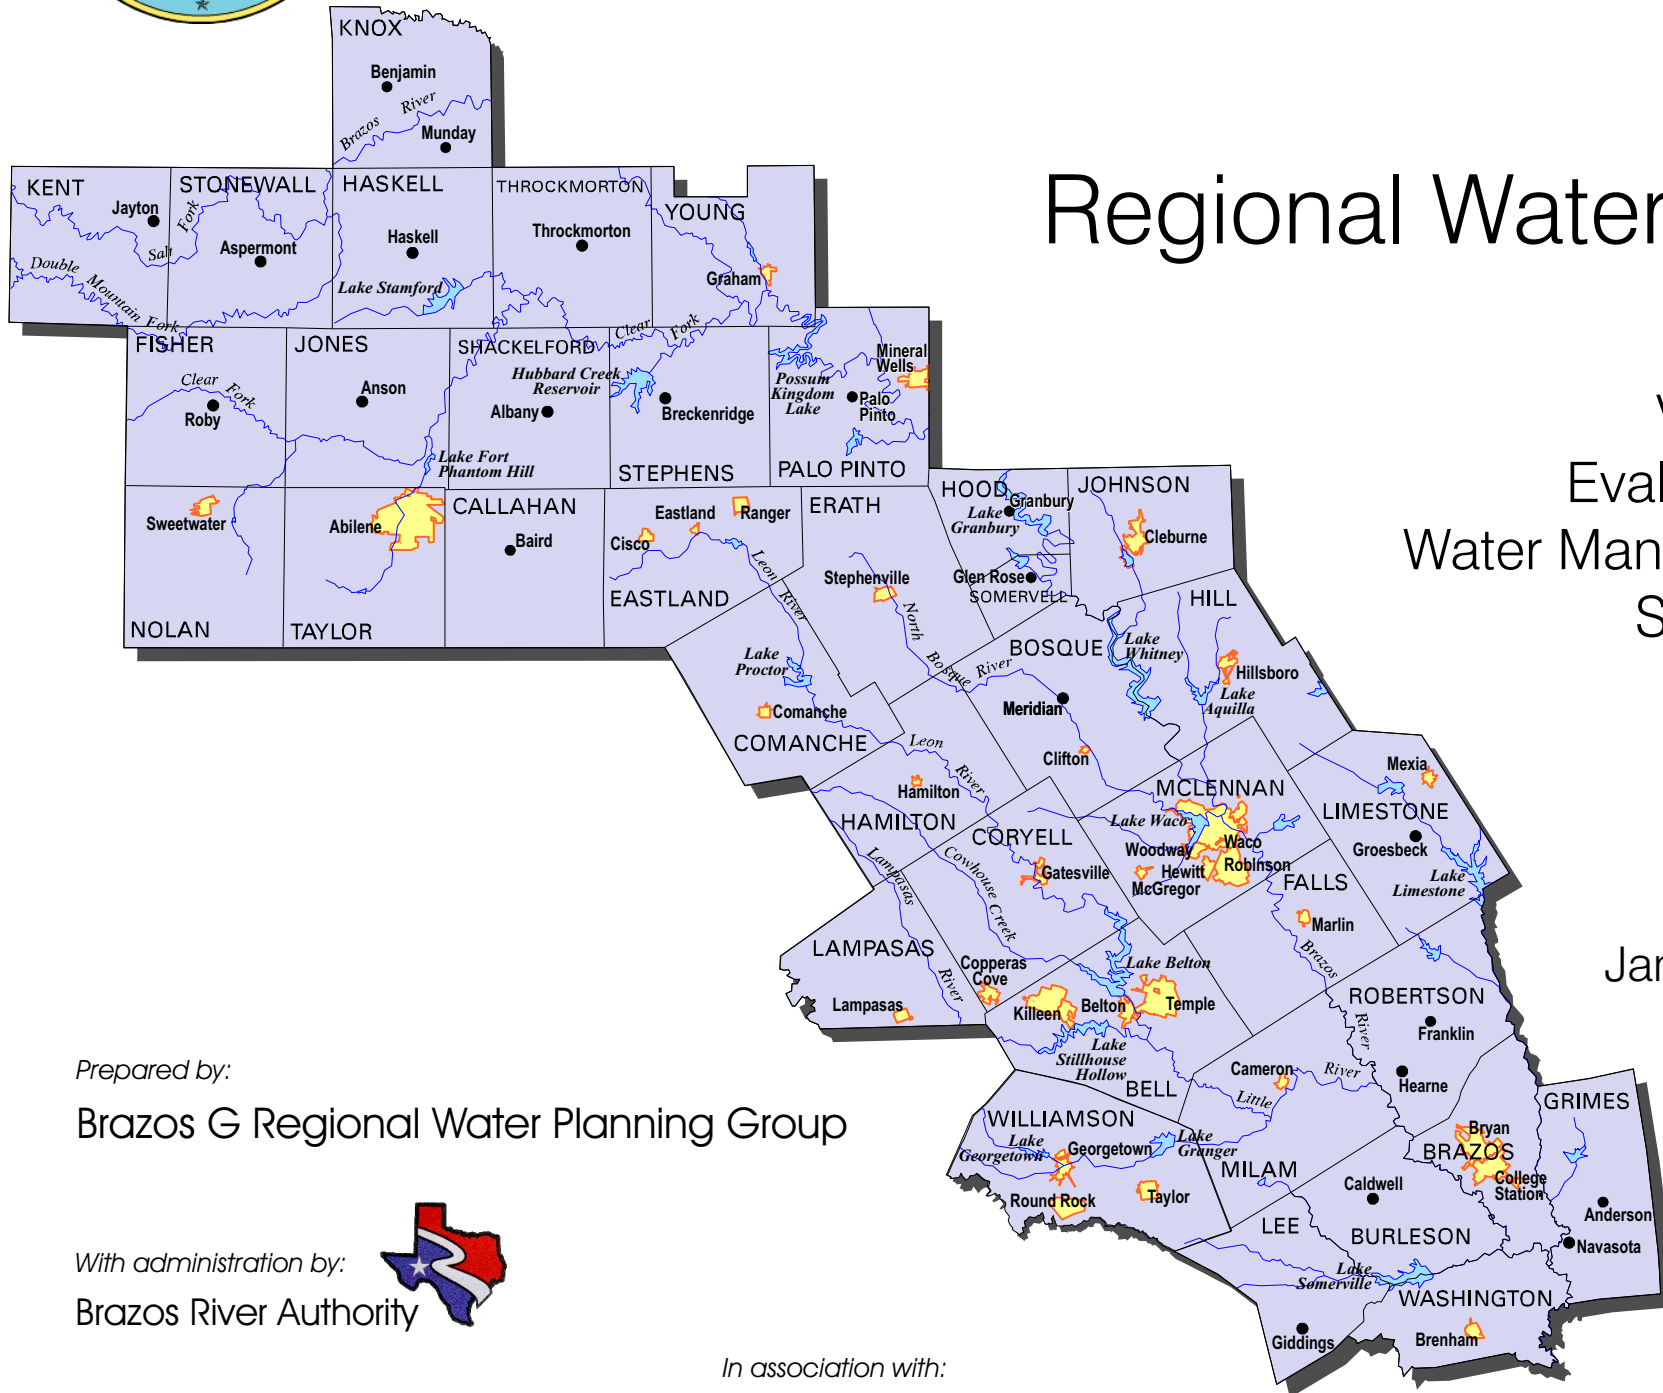 KNOX
Benjamin
Brazos River
Munday
KENT
STONEWALL
HASKELL
THROCKMORTON
YOUNG
Jayton
Salt Fork
Aspermont
Haskell
Throckmorton
Graham
Double Mountain Fork
Lake Stamford
Regional Water
FISHER
JONES
SHACKELFORD
Clear Fork
Mineral
Wells
Clear Fork
Hubbard Creek
Reservoir
Possum
Kingdom
Lake
Anson
Roby
Albany
Breckenridge
Palo
Pinto
Lake Fort
Phantom Hill
STEPHENS
PALO PINTO
Eval
Water Man
S
HOOD
JOHNSON
Granbury
Lake
Granbury
CALLAHAN
ERATH
Sweetwater
Abilene
Eastland
Ranger
Cisco
Baird
Cleburne
Leon River
Stephenville
Glen Rose
SOMERVELL
EASTLAND
HILL
NOLAN
TAYLOR
North Bosque River
BOSQUE
Lake
Whitney
Lake
Proctor
Hillsboro
Lake
Aquilla
Meridian
Comanche
COMANCHE
Leon River
Clifton
Mexia
Hamilton
MCLENNAN
LIMESTONE
HAMILTON
CORYELL
Lake Waco
Waco
Woodway
Robinson
Hewitt
McGregor
Groesbeck
Lampasas River
Cowhouse Creek
Gatesville
FALLS
Lake
Limestone
Marlin
LAMPASAS
Copperas
Cove
Lake Belton
Brazos River
Jan
Lampasas
Killeen
Belton
Temple
ROBERTSON
Franklin
Lake
Stillhouse
Hollow
BELL
Cameron
Little River
Hearne
Prepared by:
Brazos G Regional Water Planning Group
WILLIAMSON
GRIMES
Lake
Georgetown
Georgetown
Lake
Granger
Bryan
BRAZOS
College
Station
MILAM
Round Rock
Taylor
Caldwell
Anderson
LEE
BURLESON
Navasota
With administration by:
Brazos River Authority
Lake
Somerville
WASHINGTON
Giddings
Brenham
In association with: